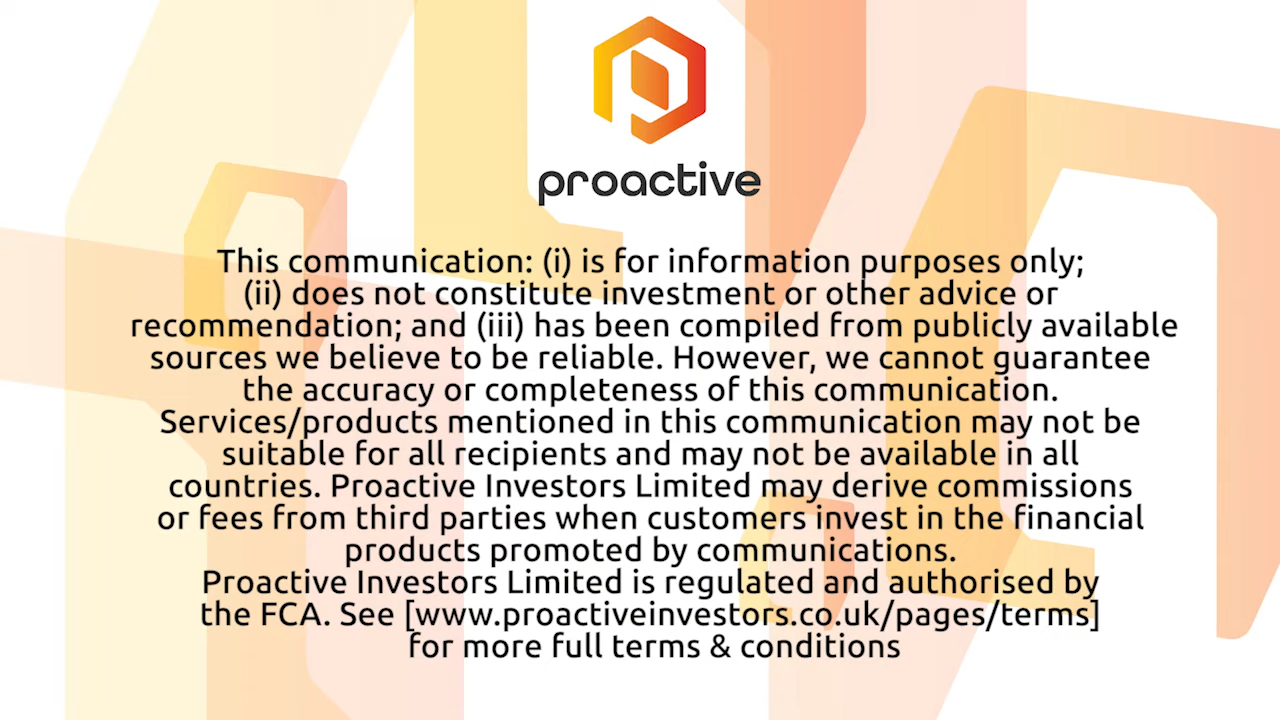 proactive
This communication: (i) is for information purposes only;
(ii) does not constitute investment or other advice or
recommendation; and (iii) has been compiled from publicly available
sources we believe to be reliable. However, we cannot guarantee
the accuracy or completeness of this communication.
Services/products mentioned in this communication may not be
suitable for all recipients and may not be available in all
countries. Proactive Investors Limited may derive commissions
or fees from third parties when customers invest in the financial
products promoted by communications.
Proactive Investors Limited is regulated and authorised by
the FCA. See [www.proactiveinvestors.co.uk/pages/terms]
for more full terms & conditions